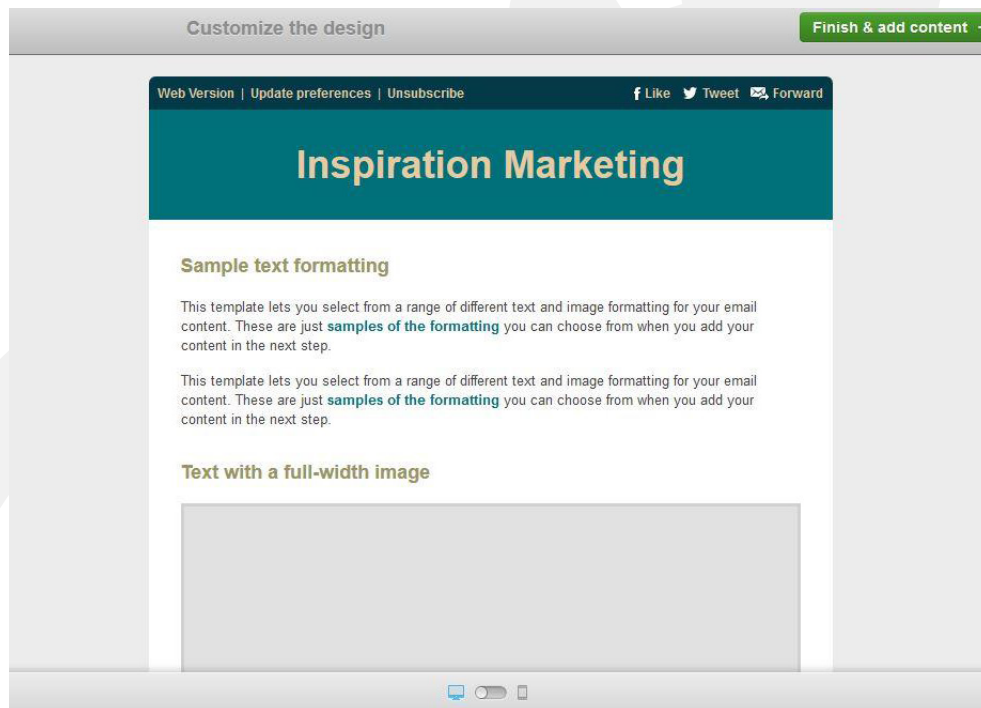 Customize the design
Finish & add content
Web Version | Update preferences | Unsubscribe
Like Tweet Forward
Inspiration Marketing
Sample text formatting
This template lets you select from a range of different text and image formatting for your email
content. These are just samples of the formatting you can choose from when you add your
content in the next step.
This template lets you select from a range of different text and image formatting for your email
content. These are just samples of the formatting you can choose from when you add your
content in the next step.
Text with a full-width image